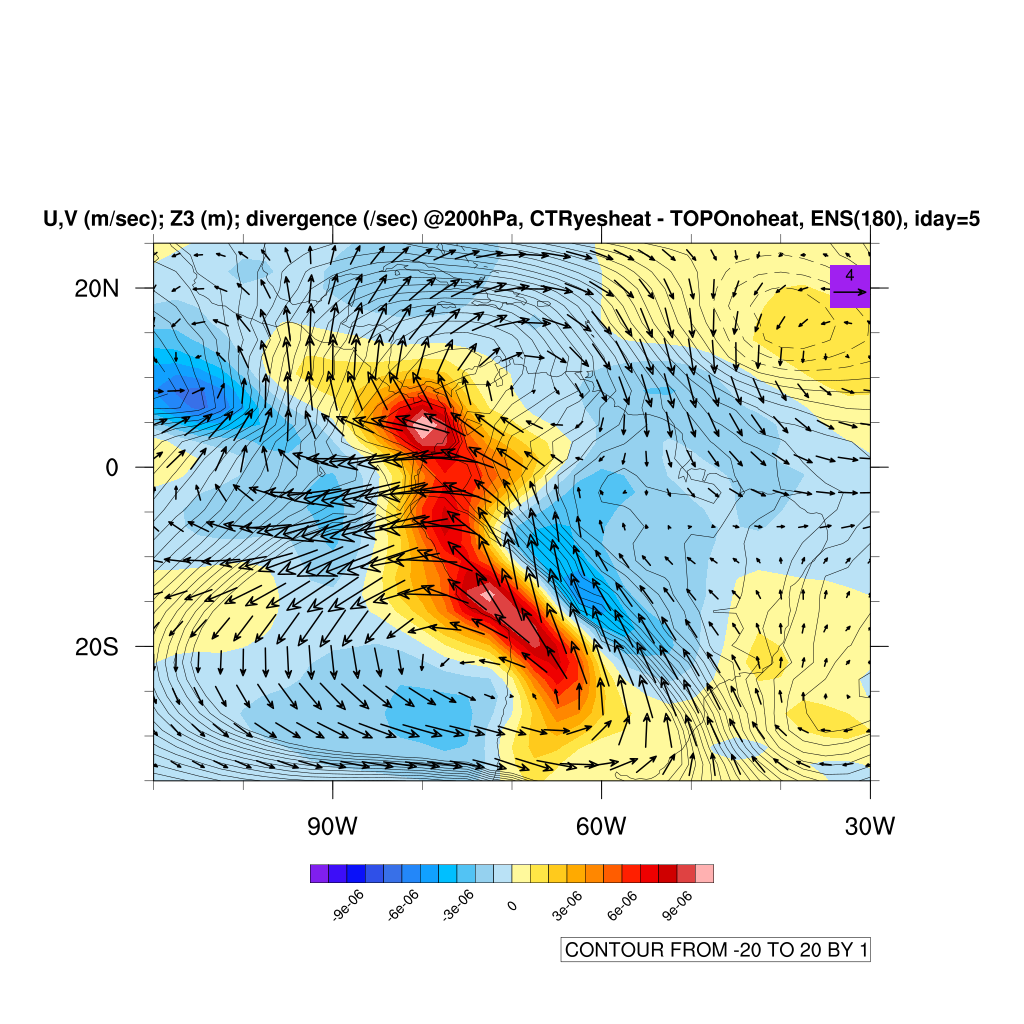 U,V (m/sec); Z3 (m); divergence (/sec) @200hPa, CTRyesheat - TOPOnoheat, ENS(180), iday=5
4
20N
0
20S
90W 60W 30W
-9e-06 -6e-06 -3e-06 0 3e-06 6e-06 9e-06
CONTOUR FROM -20 TO 20 BY 1